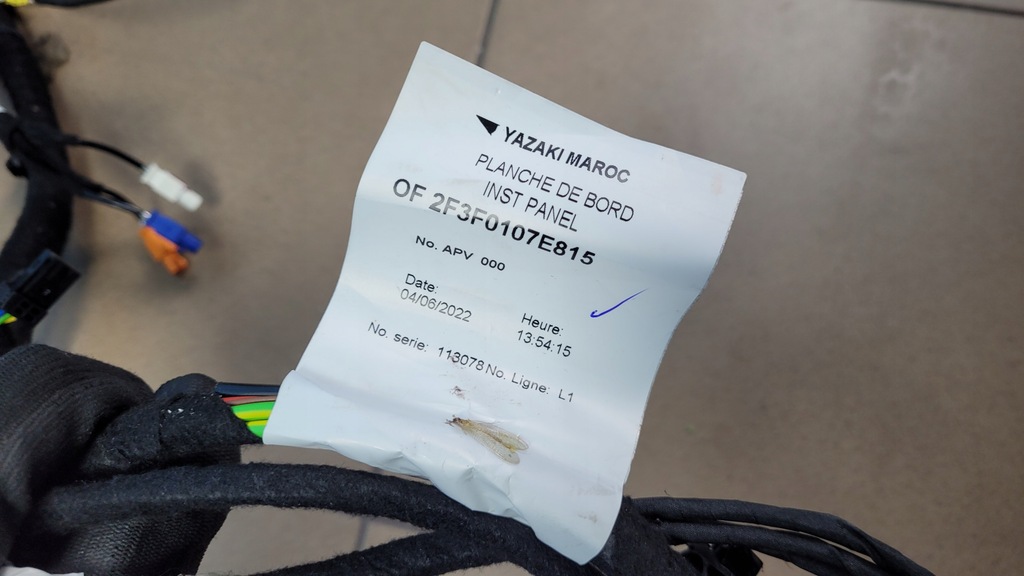 YAZAKI MAROC
PLANCHE DE BORD
INST PANEL
OF 2F3F0107E815
No. APV 000
Date:
04/06/2022
Heure:
13:54:15
No. serie: 113078 No. Ligne: L1